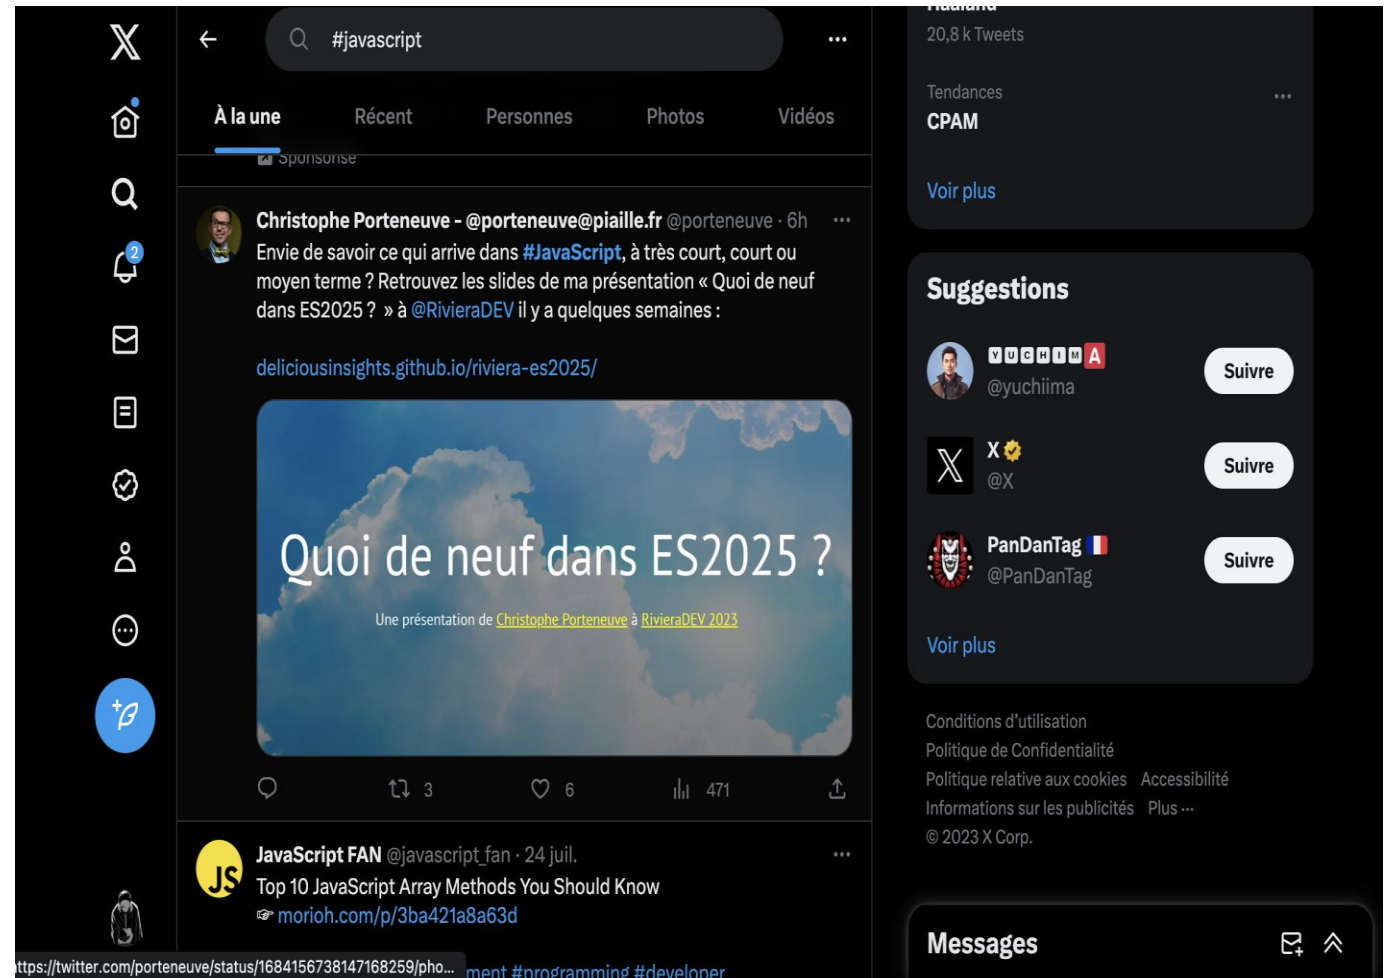 #javascript
À la une
Récent
Personnes
Photos
Vidéos
Sponsorisé
Christophe Porteneuve - @porteneuve@piaille.fr @porteneuve · 6h
Envie de savoir ce qui arrive dans #JavaScript, à très court, court ou
moyen terme ? Retrouvez les slides de ma présentation « Quoi de neuf
dans ES2025 ? » à @RivieraDEV il y a quelques semaines :
deliciousinsights.github.io/riviera-es2025/
Quoi de neuf dans ES2025 ?
Une présentation de Christophe Porteneuve à RivieraDEV 2023
3
6
471
JavaScript FAN @javascript_fan · 24 juil.
Top 10 JavaScript Array Methods You Should Know
☞ morioh.com/p/3ba421a8a63d
#programming #developer
2
ttps://twitter.com/porteneuve/status/1684156738147168259/pho...
Haaland
20,8 k Tweets
Tendances
CPAM
Voir plus
Suggestions
YUCHIMA
@yuchiima
Suivre
X
@X
Suivre
PanDanTag
@PanDanTag
Suivre
Voir plus
Conditions d'utilisation
Politique de Confidentialité
Politique relative aux cookies Accessibilité
Informations sur les publicités Plus ···
© 2023 X Corp.
Messages